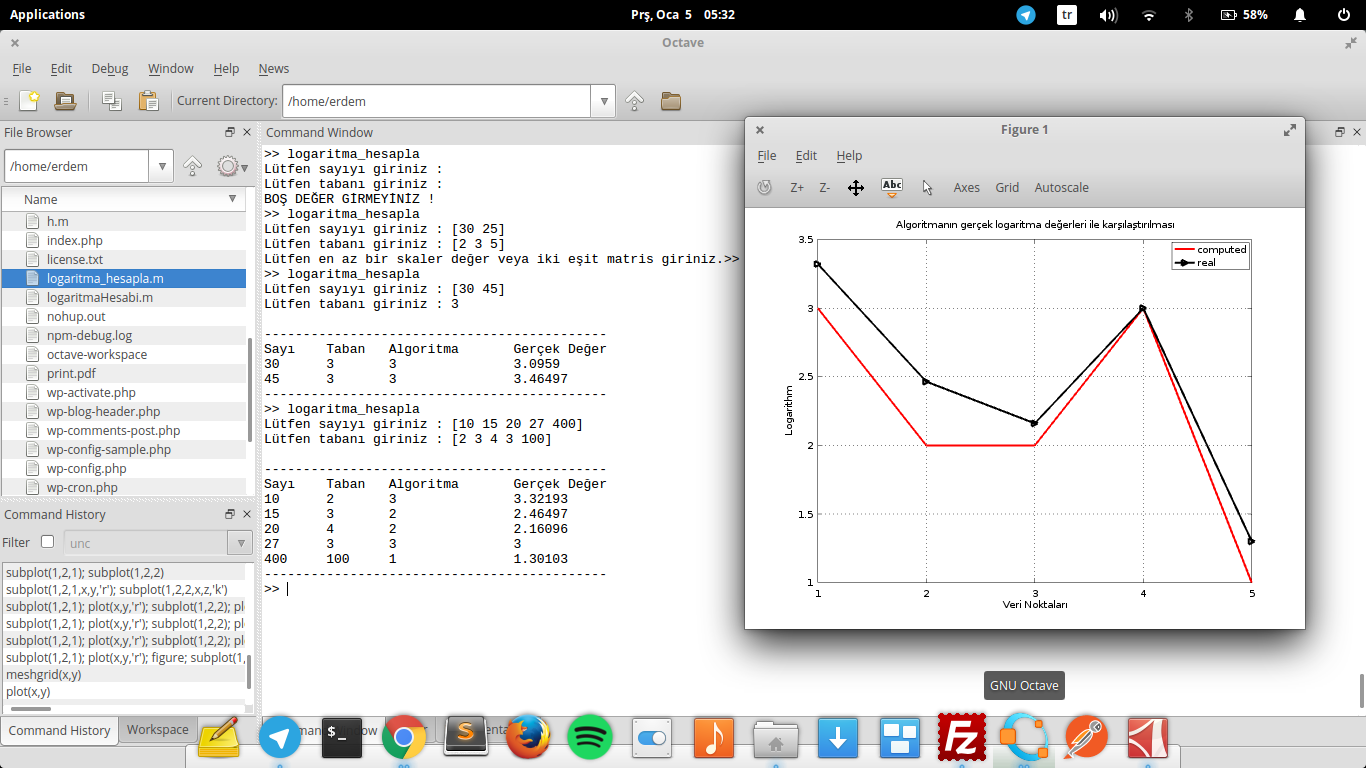 Applications
Prş, Oca 5 05:32
tr
58%
Octave
File Edit Debug Window Help News
Current Directory: /home/erdem
File Browser
/home/erdem
Name
h.m
index.php
license.txt
logaritma_hesapla.m
logaritmaHesabi.m
nohup.out
npm-debug.log
octave-workspace
print.pdf
wp-activate.php
wp-blog-header.php
wp-comments-post.php
wp-config-sample.php
wp-config.php
wp-cron.php
Command History
Filter unc
subplot(1,2,1); subplot(1,2,2)
subplot(1,2,1,x,y,'r'); subplot(1,2,2,x,z,'k')
subplot(1,2,1); plot(x,y,'r'); subplot(1,2,2); pl
subplot(1,2,1); plot(x,y,'r'); subplot(1,2,2); pl
subplot(1,2,1); plot(x,y,'r'); subplot(1,2,2); pl
subplot(1,2,1); plot(x,y,'r'); figure; subplot(1,
meshgrid(x,y)
plot(x,y)
Command History Workspace
Command Window
>> logaritma_hesapla
Lütfen sayıyı giriniz :
Lütfen tabanı giriniz :
BOŞ DEĞER GİRMEYİNİZ !
>> logaritma_hesapla
Lütfen sayıyı giriniz : [30 25]
Lütfen tabanı giriniz : [2 3 5]
Lütfen en az bir skaler değer veya iki eşit matris giriniz.>>
>> logaritma_hesapla
Lütfen sayıyı giriniz : [30 45]
Lütfen tabanı giriniz : 3
--------------------------------------------
Sayı Taban Algoritma Gerçek Değer
30 3 3 3.0959
45 3 3 3.46497
--------------------------------------------
>> logaritma_hesapla
Lütfen sayıyı giriniz : [10 15 20 27 400]
Lütfen tabanı giriniz : [2 3 4 3 100]
--------------------------------------------
Sayı Taban Algoritma Gerçek Değer
10 2 3 3.32193
15 3 2 2.46497
20 4 2 2.16096
27 3 3 3
400 100 1 1.30103
--------------------------------------------
>>
Figure 1
File Edit Help
Z+ Z- Abc Axes Grid Autoscale
Algoritmanın gerçek logaritma değerleri ile karşılaştırılması
computed
real
3.5
3
2.5
2
1.5
1
Logarithm
1 2 3 4 5
Veri Noktaları
GNU Octave
$_
S
Fz